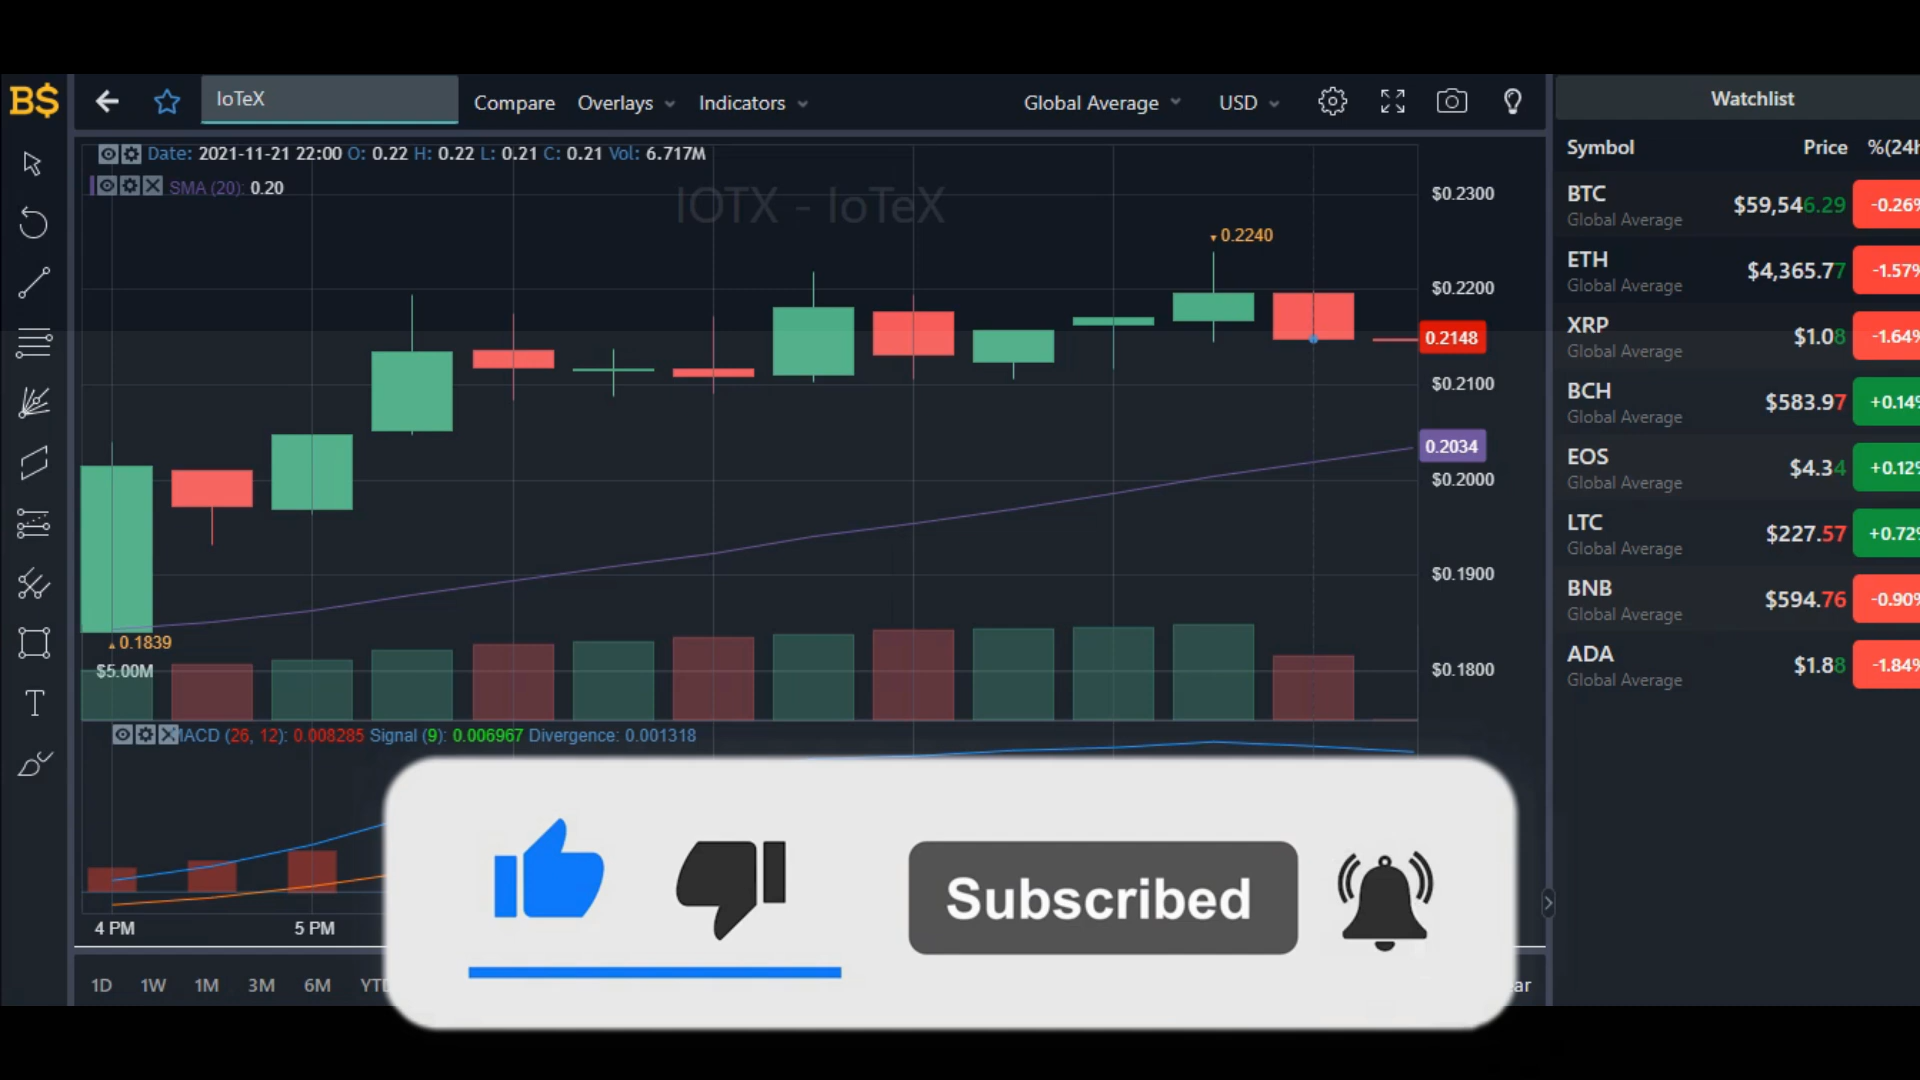 B$
IoTeX
Compare
Overlays
Indicators
Global Average
USD
Watchlist
Date: 2021-11-21 22:00 O: 0.22 H: 0.22 L: 0.21 C: 0.21 Vol: 6.717M
SMA (20): 0.20
IOTX - IoTeX
0.2240
0.1839
$5.00M
$0.2300
$0.2200
0.2148
$0.2100
0.2034
$0.2000
$0.1900
$0.1800
MACD (26, 12): 0.008285 Signal (9): 0.006967 Divergence: 0.001318
4 PM
5 PM
1D 1W 1M 3M 6M
Subscribed
Symbol Price %(24h
BTC $59,546.29 -0.26%
Global Average
ETH $4,365.77 -1.57%
Global Average
XRP $1.08 -1.64%
Global Average
BCH $583.97 +0.14%
Global Average
EOS $4.34 +0.12%
Global Average
LTC $227.57 +0.72%
Global Average
BNB $594.76 -0.90%
Global Average
ADA $1.88 -1.84%
Global Average
T